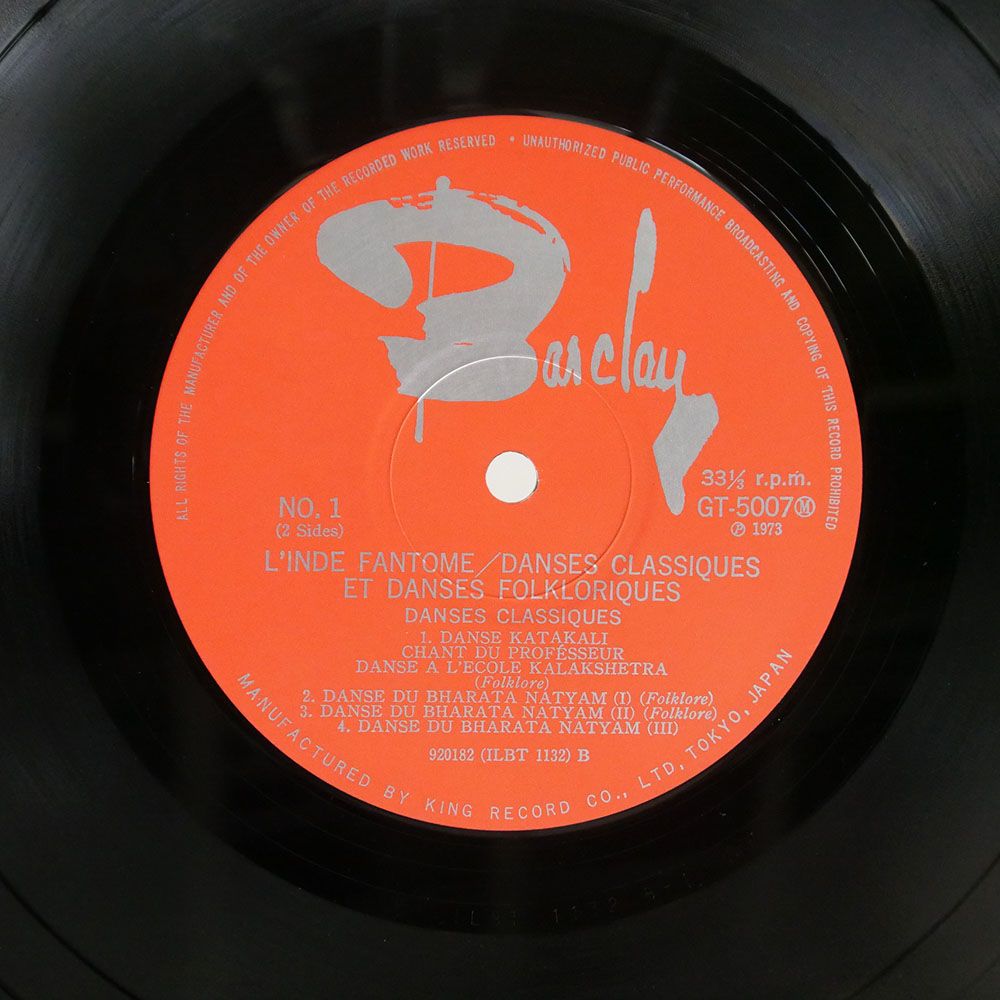 ALL RIGHTS OF THE MANUFACTURER AND OF THE OWNER OF THE RECORDED WORK RESERVED • UNAUTHORIZED PUBLIC PERFORMANCE BROADCASTING AND COPYING OF THIS RECORD PROHIBITED
Barclay
33⅓ r.p.m.
NO. 1
GT-5007Ⓜ
(2 Sides)
Ⓟ 1973
L'INDE FANTOME/DANSES CLASSIQUES
ET DANSES FOLKLORIQUES
DANSES CLASSIQUES
1. DANSE KATAKALI
CHANT DU PROFÉSSEUR
DANSE A L'ECOLE KALAKSHETRA
(Folklore)
2. DANSE DU BHARATA NATYAM (I) (Folklore)
3. DANSE DU BHARATA NATYAM (II) (Folklore)
4. DANSE DU BHARATA NATYAM (III)
920182 (ILBT 1132) B
MANUFACTURED BY KING RECORD CO., LTD, TOKYO, JAPAN